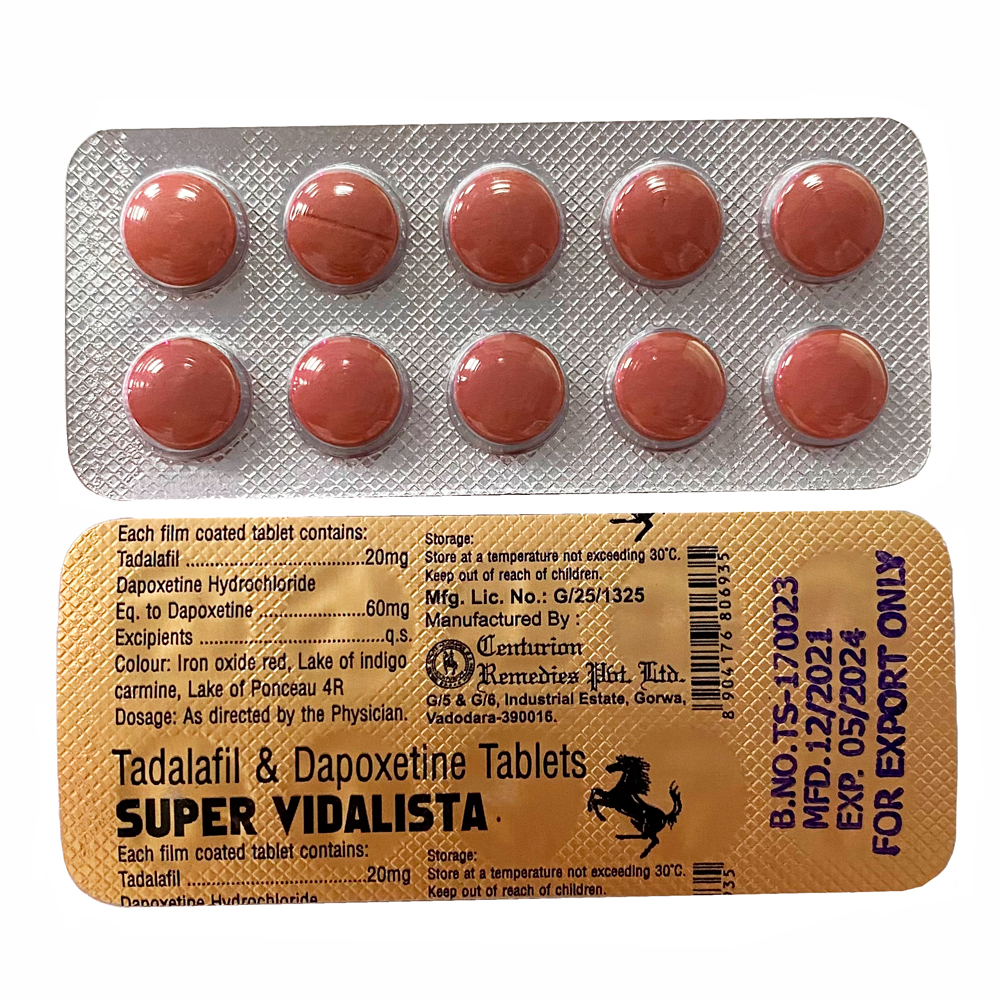 Each film coated tablet contains:
Tadalafil ...................................20mg
Dapoxetine Hydrochloride
Eq. to Dapoxetine .....................60mg
Excipients ....................................q.s.
Colour: Iron oxide red, Lake of indigo
carmine, Lake of Ponceau 4R
Dosage: As directed by the Physician.
Storage:
Store at a temperature not exceeding 30°C.
Keep out of reach of children.
Mfg. Lic. No.: G/25/1325
Manufactured By :
Centurion
Remedies Pvt. Ltd.
G/5 & G/6, Industrial Estate, Gorwa,
Vadodara-390016.
8 904176 806935
B.NO.TS-170023
MFD.12/2021
EXP. 05/2024
FOR EXPORT ONLY
Tadalafil & Dapoxetine Tablets
SUPER VIDALISTA
Each film coated tablet contains:
Tadalafil ...................................20mg
Dapoxetine Hydrochloride
Storage:
Store at a temperature not exceeding 30°C.
Keep out of reach of children.
35